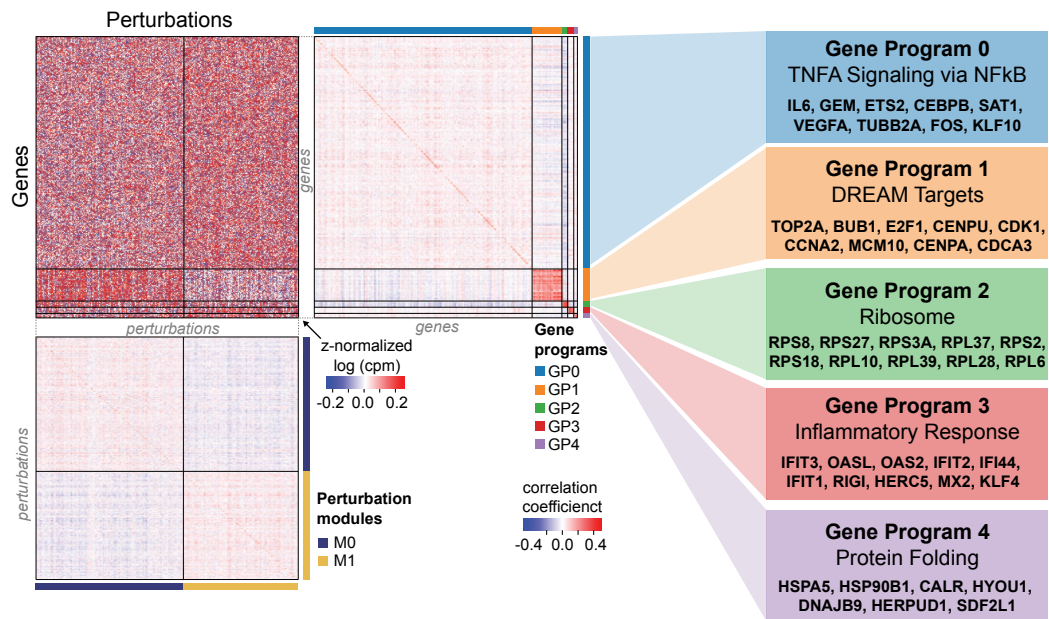 Perturbations
Genes
genes
perturbations
genes
z-normalized
log (cpm)
-0.2 0.0 0.2
Gene
programs
GP0
GP1
GP2
GP3
GP4
perturbations
Perturbation
modules
M0
M1
correlation
coefficienct
-0.4 0.0 0.4
Gene Program 0
TNFA Signaling via NFkB
IL6, GEM, ETS2, CEBPB, SAT1,
VEGFA, TUBB2A, FOS, KLF10
Gene Program 1
DREAM Targets
TOP2A, BUB1, E2F1, CENPU, CDK1,
CCNA2, MCM10, CENPA, CDCA3
Gene Program 2
Ribosome
RPS8, RPS27, RPS3A, RPL37, RPS2,
RPS18, RPL10, RPL39, RPL28, RPL6
Gene Program 3
Inflammatory Response
IFIT3, OASL, OAS2, IFIT2, IFI44,
IFIT1, RIGI, HERC5, MX2, KLF4
Gene Program 4
Protein Folding
HSPA5, HSP90B1, CALR, HYOU1,
DNAJB9, HERPUD1, SDF2L1